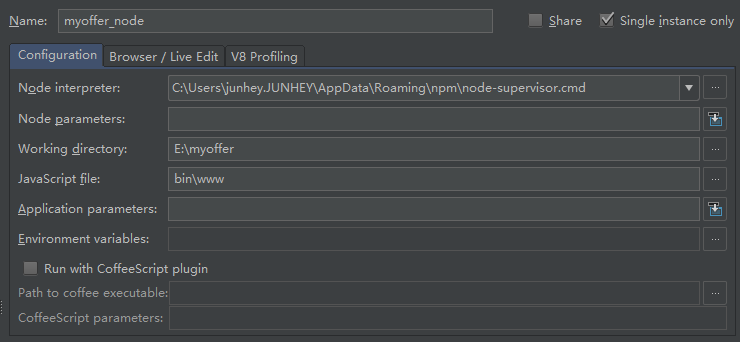 Name: myoffer_node Share Single instance only
Configuration Browser / Live Edit V8 Profiling
Node interpreter: C:\Users\junhey.JUNHEY\AppData\Roaming\npm\node-supervisor.cmd ...
Node parameters:
Working directory: E:\myoffer ...
JavaScript file: bin\www ...
Application parameters:
Environment variables: ...
Run with CoffeeScript plugin
Path to coffee executable: ...
CoffeeScript parameters: